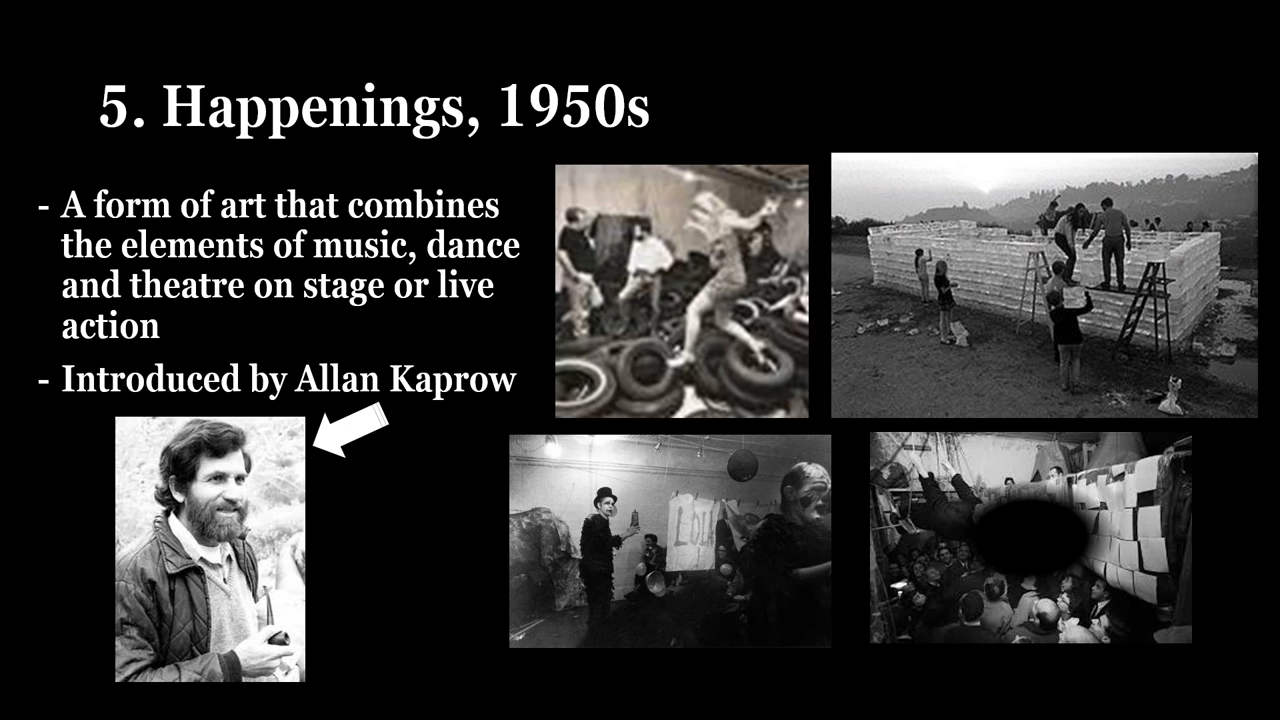 5. Happenings, 1950s
- A form of art that combines
the elements of music, dance
and theatre on stage or live
action
- Introduced by Allan Kaprow